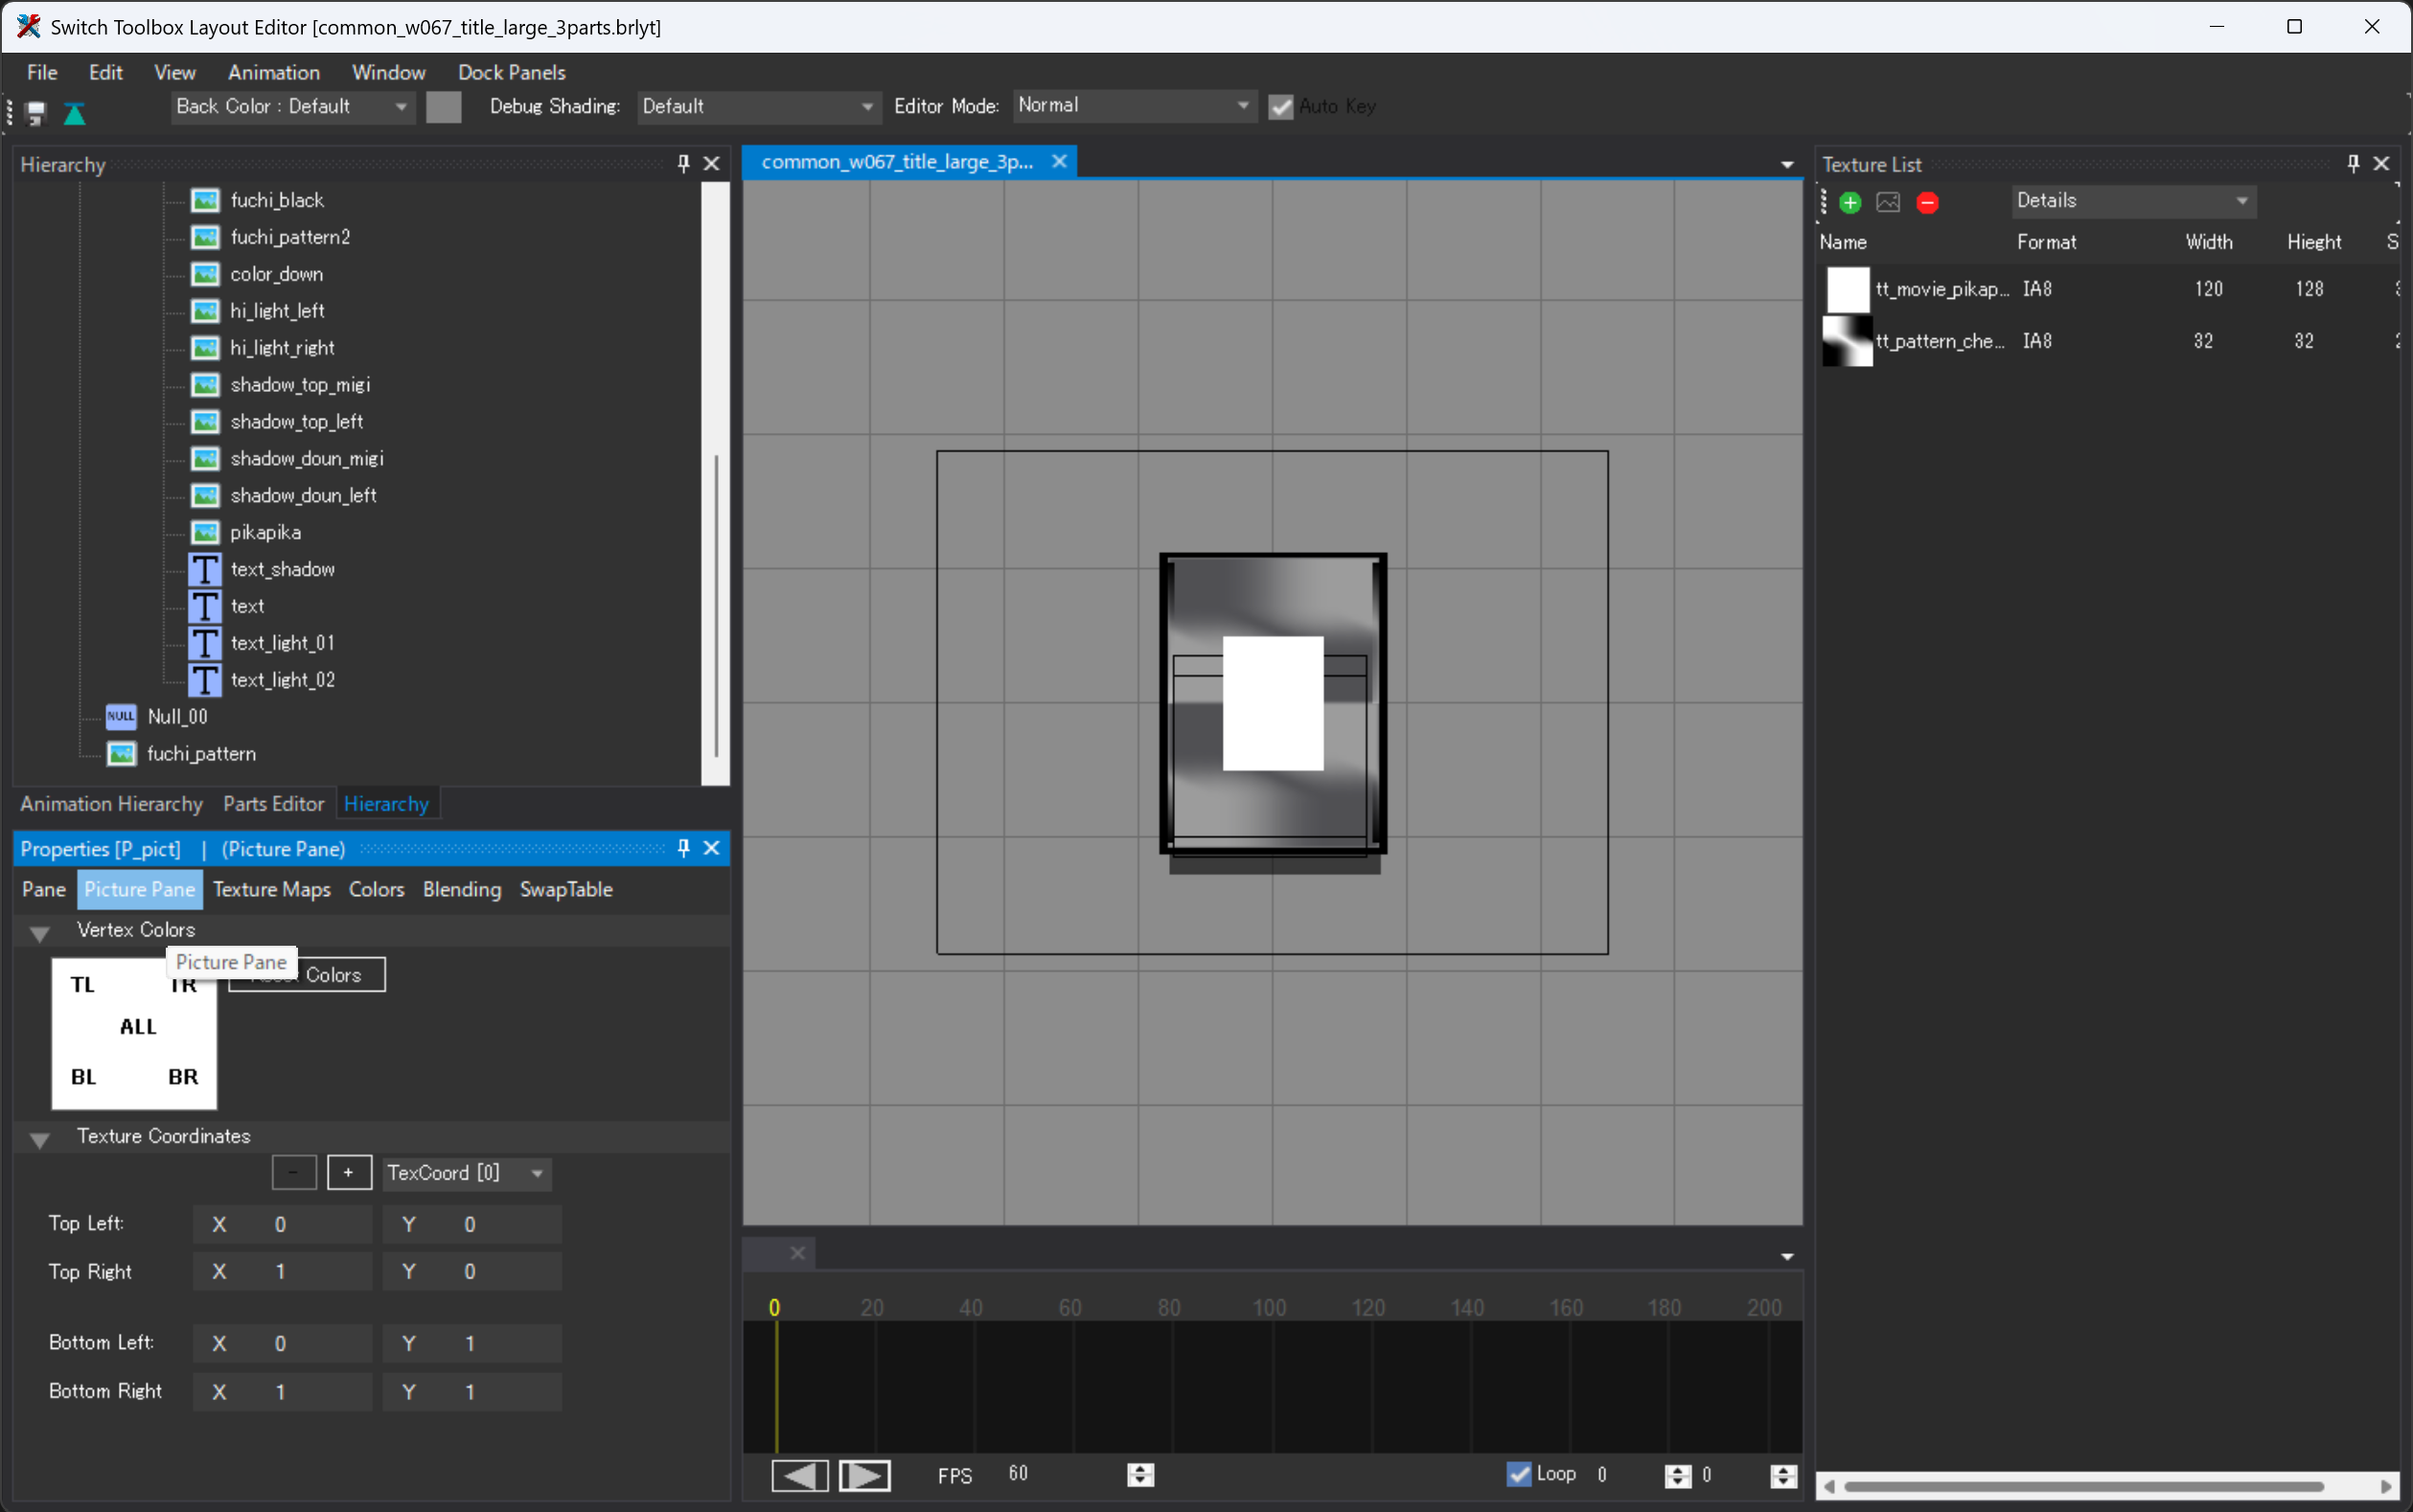 Switch Toolbox Layout Editor [common_w067_title_large_3parts.brlyt]
File Edit View Animation Window Dock Panels
Back Color : Default Debug Shading: Default Editor Mode: Normal Auto Key
Hierarchy
fuchi_black
fuchi_pattern2
color_down
hi_light_left
hi_light_right
shadow_top_migi
shadow_top_left
shadow_doun_migi
shadow_doun_left
pikapika
T text_shadow
T text
T text_light_01
T text_light_02
NULL Null_00
fuchi_pattern
Animation Hierarchy Parts Editor Hierarchy
Properties [P_pict] | (Picture Pane)
Pane Picture Pane Texture Maps Colors Blending SwapTable
Vertex Colors
Picture Pane
Colors
TL TR
ALL
BL BR
Texture Coordinates
- + TexCoord [0]
Top Left: X 0 Y 0
Top Right X 1 Y 0
Bottom Left: X 0 Y 1
Bottom Right X 1 Y 1
common_w067_title_large_3p...
0 20 40 60 80 100 120 140 160 180 200
FPS 60 Loop 0 0
Texture List
Details
Name Format Width Hieght S
tt_movie_pikap... IA8 120 128
tt_pattern_che... IA8 32 32